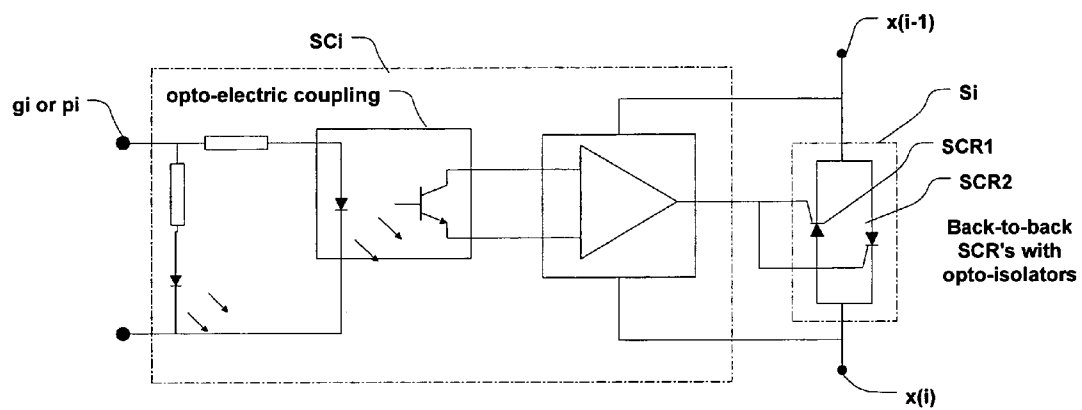 x(i-1)
SCi
opto-electric coupling
gi or pi
Si
SCR1
SCR2
Back-to-back
SCR's with
opto-isolators
x(i)